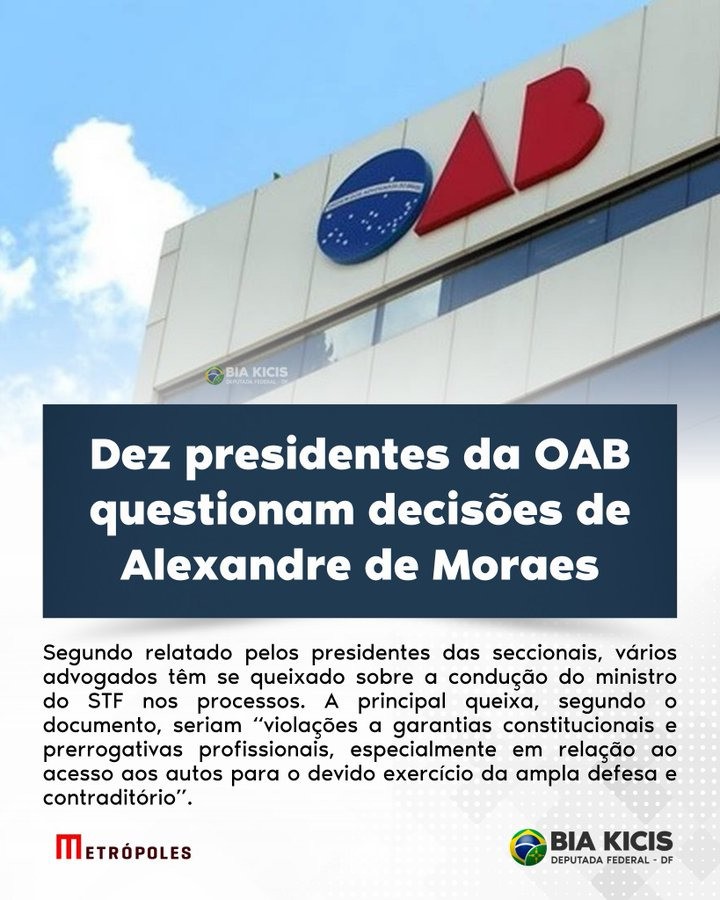 OAB
BIA KICIS
DEPUTADA FEDERAL - DF
Dez presidentes da OAB
questionam decisões de
Alexandre de Moraes
Segundo relatado pelos presidentes das seccionais, vários
advogados têm se queixado sobre a condução do ministro
do STF nos processos. A principal queixa, segundo o
documento, seriam “violações a garantias constitucionais e
prerrogativas profissionais, especialmente em relação ao
acesso aos autos para o devido exercício da ampla defesa e
contraditório”.
METRÓPOLES
BIA KICIS
DEPUTADA FEDERAL - DF